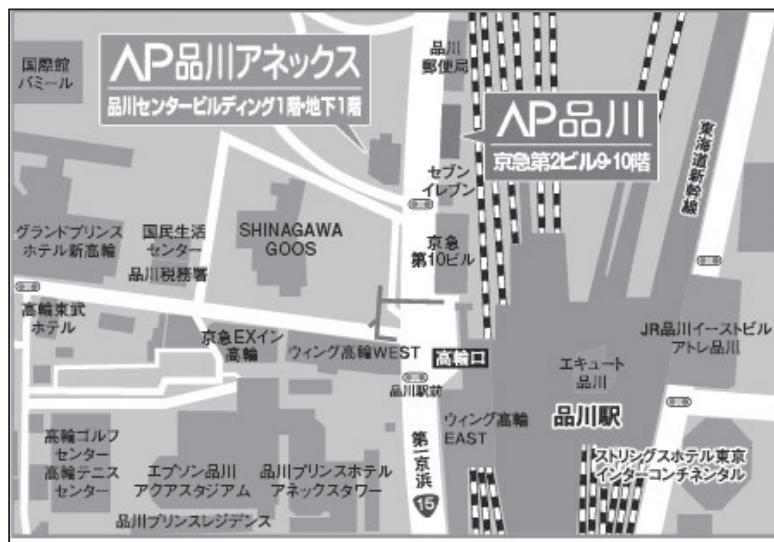 国際館
パミール
AP品川アネックス
品川センタービルディング1階・地下1階
品川
郵便局
AP品川
京急第2ビル9・10階
セブン
イレブン
東海道新幹線
グランドプリンス
ホテル新高輪
国民生活
センター
品川税務署
SHINAGAWA
GOOS
京急
第10ビル
高輪東武
ホテル
京急EXイン
高輪
ウィング高輪WEST
高輪口
JR品川イーストビル
アトレ品川
エキュート
品川
品川駅前
ウィング高輪
EAST
品川駅
高輪ゴルフ
センター
高輪テニス
センター
エプソン品川
アクアスタジアム
品川プリンスホテル
アネックスタワー
第一京浜
15
ストリングスホテル東京
インターコンチネンタル
品川プリンスレジデンス